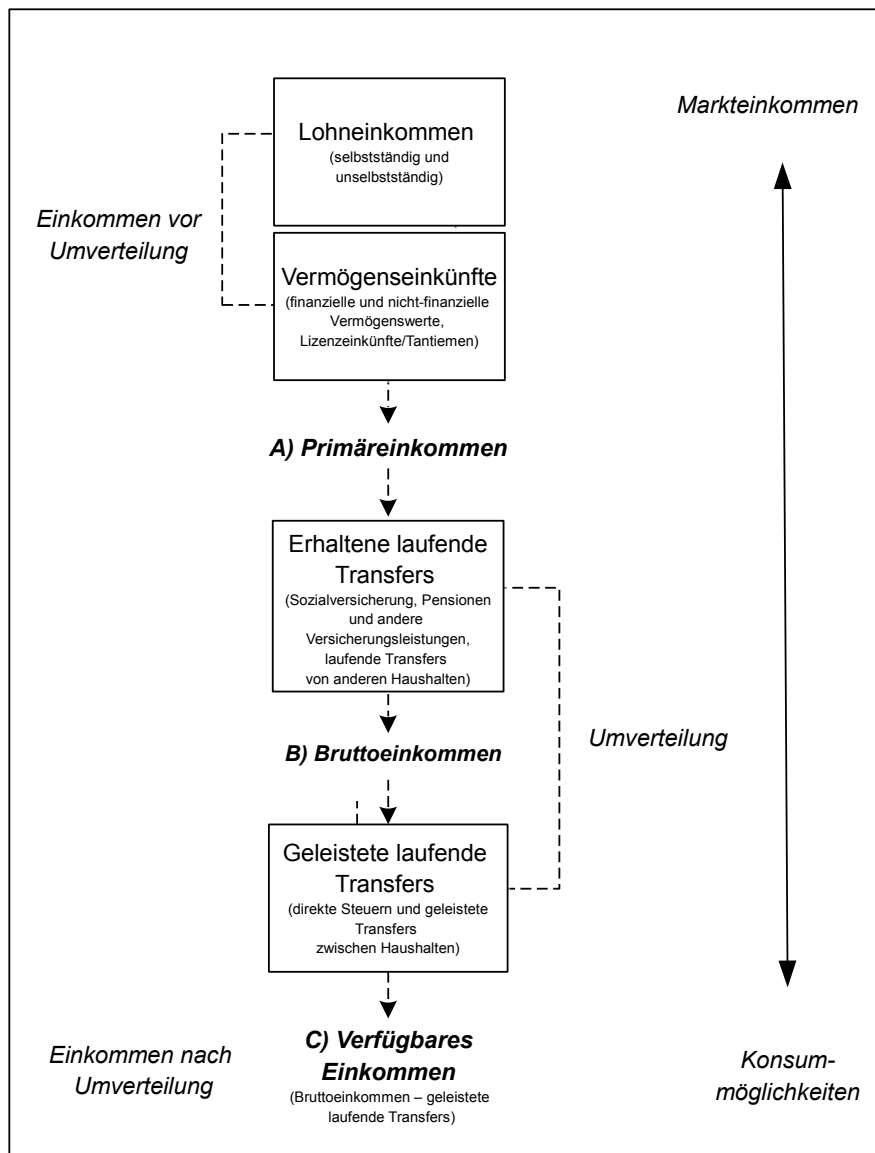 Markteinkommen
Lohneinkommen
(selbstständig und
unselbstständig)
Einkommen vor
Umverteilung
Vermögenseinkünfte
(finanzielle und nicht-finanzielle
Vermögenswerte,
Lizenzeinkünfte/Tantiemen)
A) Primäreinkommen
Erhaltene laufende
Transfers
(Sozialversicherung, Pensionen
und andere
Versicherungsleistungen,
laufende Transfers
von anderen Haushalten)
Umverteilung
B) Bruttoeinkommen
Geleistete laufende
Transfers
(direkte Steuern und geleistete
Transfers
zwischen Haushalten)
Einkommen nach
Umverteilung
C) Verfügbares
Einkommen
(Bruttoeinkommen – geleistete
laufende Transfers)
Konsum-
möglichkeiten